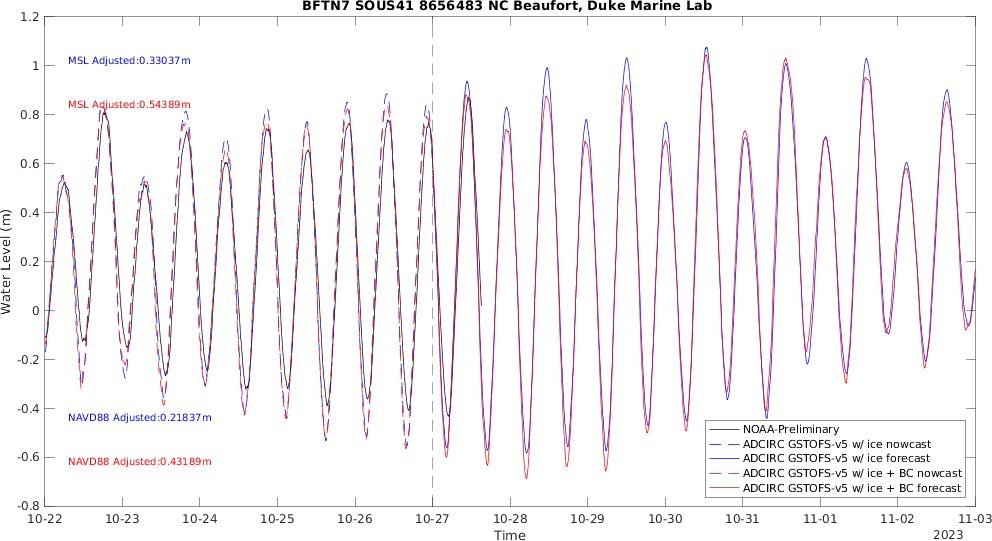 BFTN7 SOUS41 8656483 NC Beaufort, Duke Marine Lab
1.2
1
0.8
0.6
0.4
0.2
0
-0.2
-0.4
-0.6
-0.8
Water Level (m)
MSL Adjusted:0.33037m
MSL Adjusted:0.54389m
NAVD88 Adjusted:0.21837m
NAVD88 Adjusted:0.43189m
NOAA-Preliminary
ADCIRC GSTOFS-v5 w/ ice nowcast
ADCIRC GSTOFS-v5 w/ ice forecast
ADCIRC GSTOFS-v5 w/ice + BC nowcast
ADCIRC GSTOFS-v5 w/ice + BC forecast
10-22 10-23 10-24 10-25 10-26 10-27 10-28 10-29 10-30 10-31 11-01 11-02 11-03
Time
2023